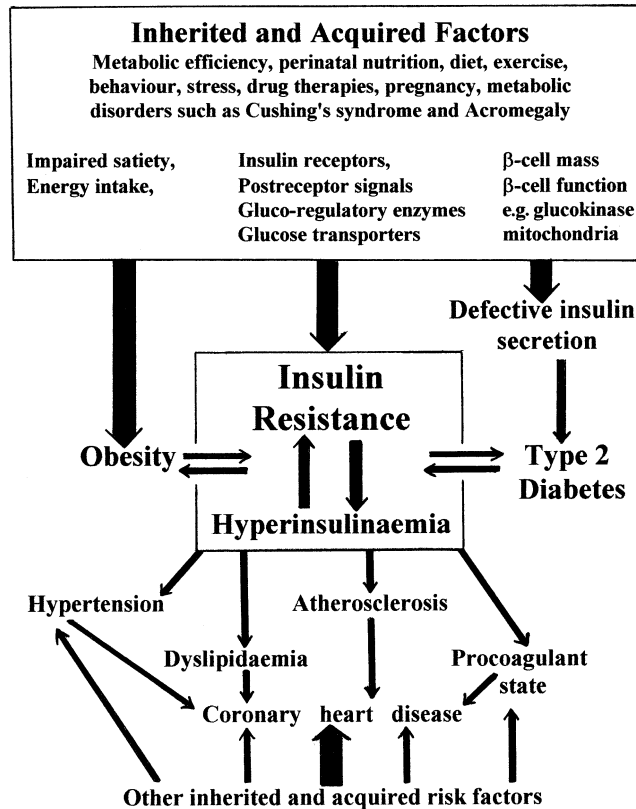 Inherited and Acquired Factors
Metabolic efficiency, perinatal nutrition, diet, exercise,
behaviour, stress, drug therapies, pregnancy, metabolic
disorders such as Cushing's syndrome and Acromegaly
Impaired satiety,
Energy intake,
Insulin receptors,
Postreceptor signals
Gluco-regulatory enzymes
Glucose transporters
β-cell mass
β-cell function
e.g. glucokinase
mitochondria
Defective insulin
secretion
Insulin
Resistance
Obesity
Type 2
Diabetes
Hyperinsulinaemia
Hypertension
Atherosclerosis
Dyslipidaemia
Procoagulant
state
Coronary heart disease
Other inherited and acquired risk factors